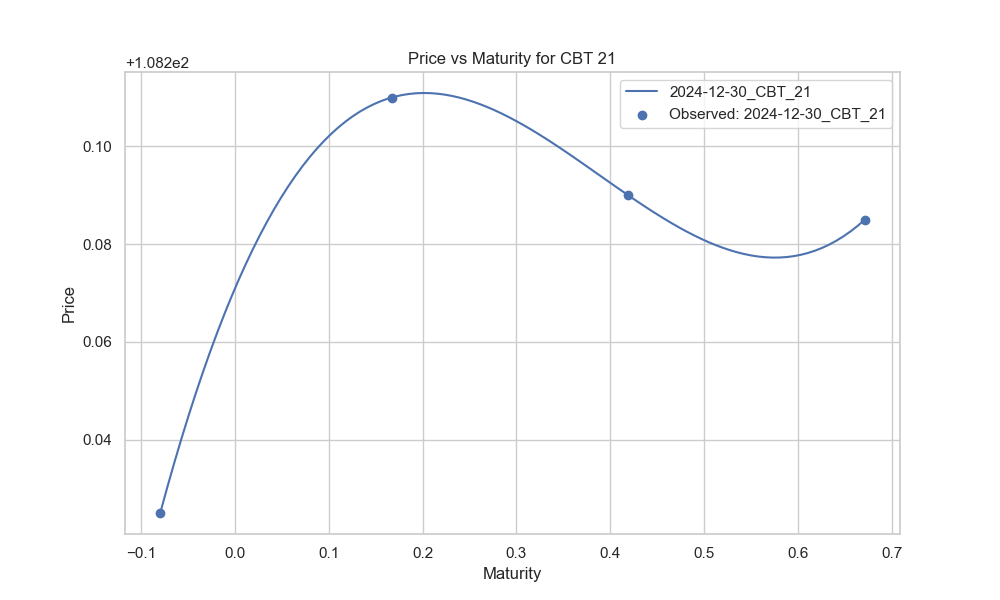 Price vs Maturity for CBT 21
+1.082e2
2024-12-30_CBT_21
Observed: 2024-12-30_CBT_21
0.10
0.08
0.06
0.04
Price
−0.1 0.0 0.1 0.2 0.3 0.4 0.5 0.6 0.7
Maturity